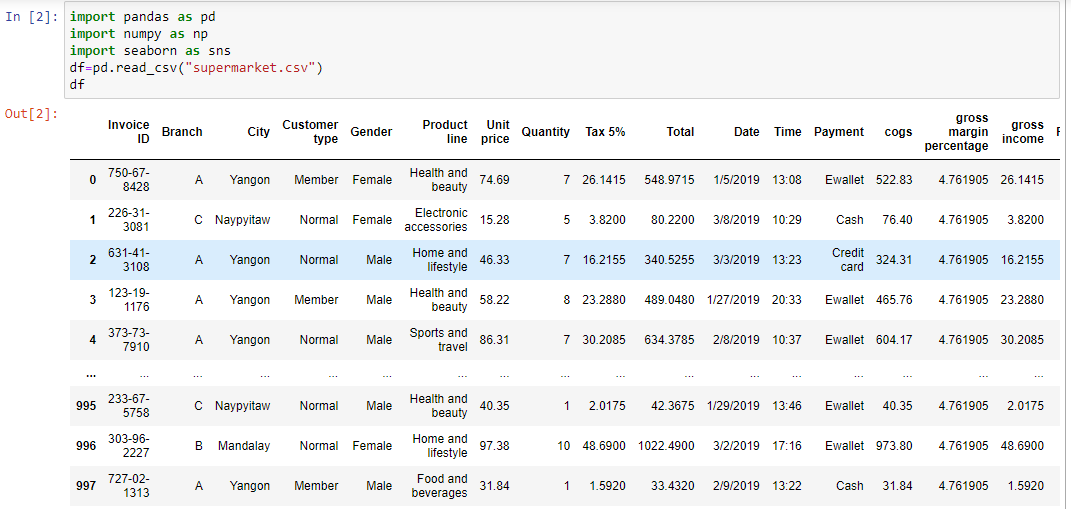 In [2]: import pandas as pd
import numpy as np
import seaborn as sns
df=pd.read_csv("supermarket.csv")
df
Out[2]:
Invoice ID Branch City Customer type Gender Product line Unit price Quantity Tax 5% Total Date Time Payment cogs gross margin percentage gross income
0 750-67-8428 A Yangon Member Female Health and beauty 74.69 7 26.1415 548.9715 1/5/2019 13:08 Ewallet 522.83 4.761905 26.1415
1 226-31-3081 C Naypyitaw Normal Female Electronic accessories 15.28 5 3.8200 80.2200 3/8/2019 10:29 Cash 76.40 4.761905 3.8200
2 631-41-3108 A Yangon Normal Male Home and lifestyle 46.33 7 16.2155 340.5255 3/3/2019 13:23 Credit card 324.31 4.761905 16.2155
3 123-19-1176 A Yangon Member Male Health and beauty 58.22 8 23.2880 489.0480 1/27/2019 20:33 Ewallet 465.76 4.761905 23.2880
4 373-73-7910 A Yangon Normal Male Sports and travel 86.31 7 30.2085 634.3785 2/8/2019 10:37 Ewallet 604.17 4.761905 30.2085
... ... ... ... ... ... ... ... ... ... ... ... ... ... ... ... ...
995 233-67-5758 C Naypyitaw Normal Male Health and beauty 40.35 1 2.0175 42.3675 1/29/2019 13:46 Ewallet 40.35 4.761905 2.0175
996 303-96-2227 B Mandalay Normal Female Home and lifestyle 97.38 10 48.6900 1022.4900 3/2/2019 17:16 Ewallet 973.80 4.761905 48.6900
997 727-02-1313 A Yangon Member Male Food and beverages 31.84 1 1.5920 33.4320 2/9/2019 13:22 Cash 31.84 4.761905 1.5920